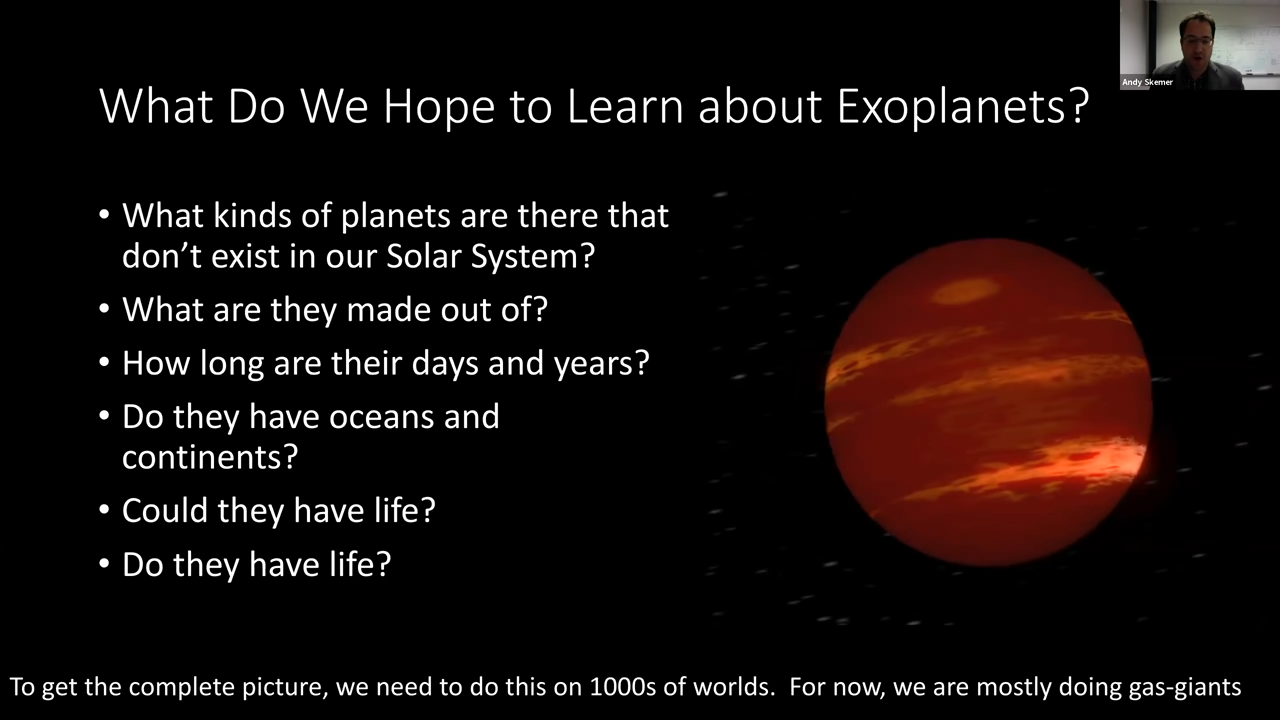 Andy Skemer
What Do We Hope to Learn about Exoplanets?
• What kinds of planets are there that
don’t exist in our Solar System?
• What are they made out of?
• How long are their days and years?
• Do they have oceans and
continents?
• Could they have life?
• Do they have life?
To get the complete picture, we need to do this on 1000s of worlds.  For now, we are mostly doing gas-giants